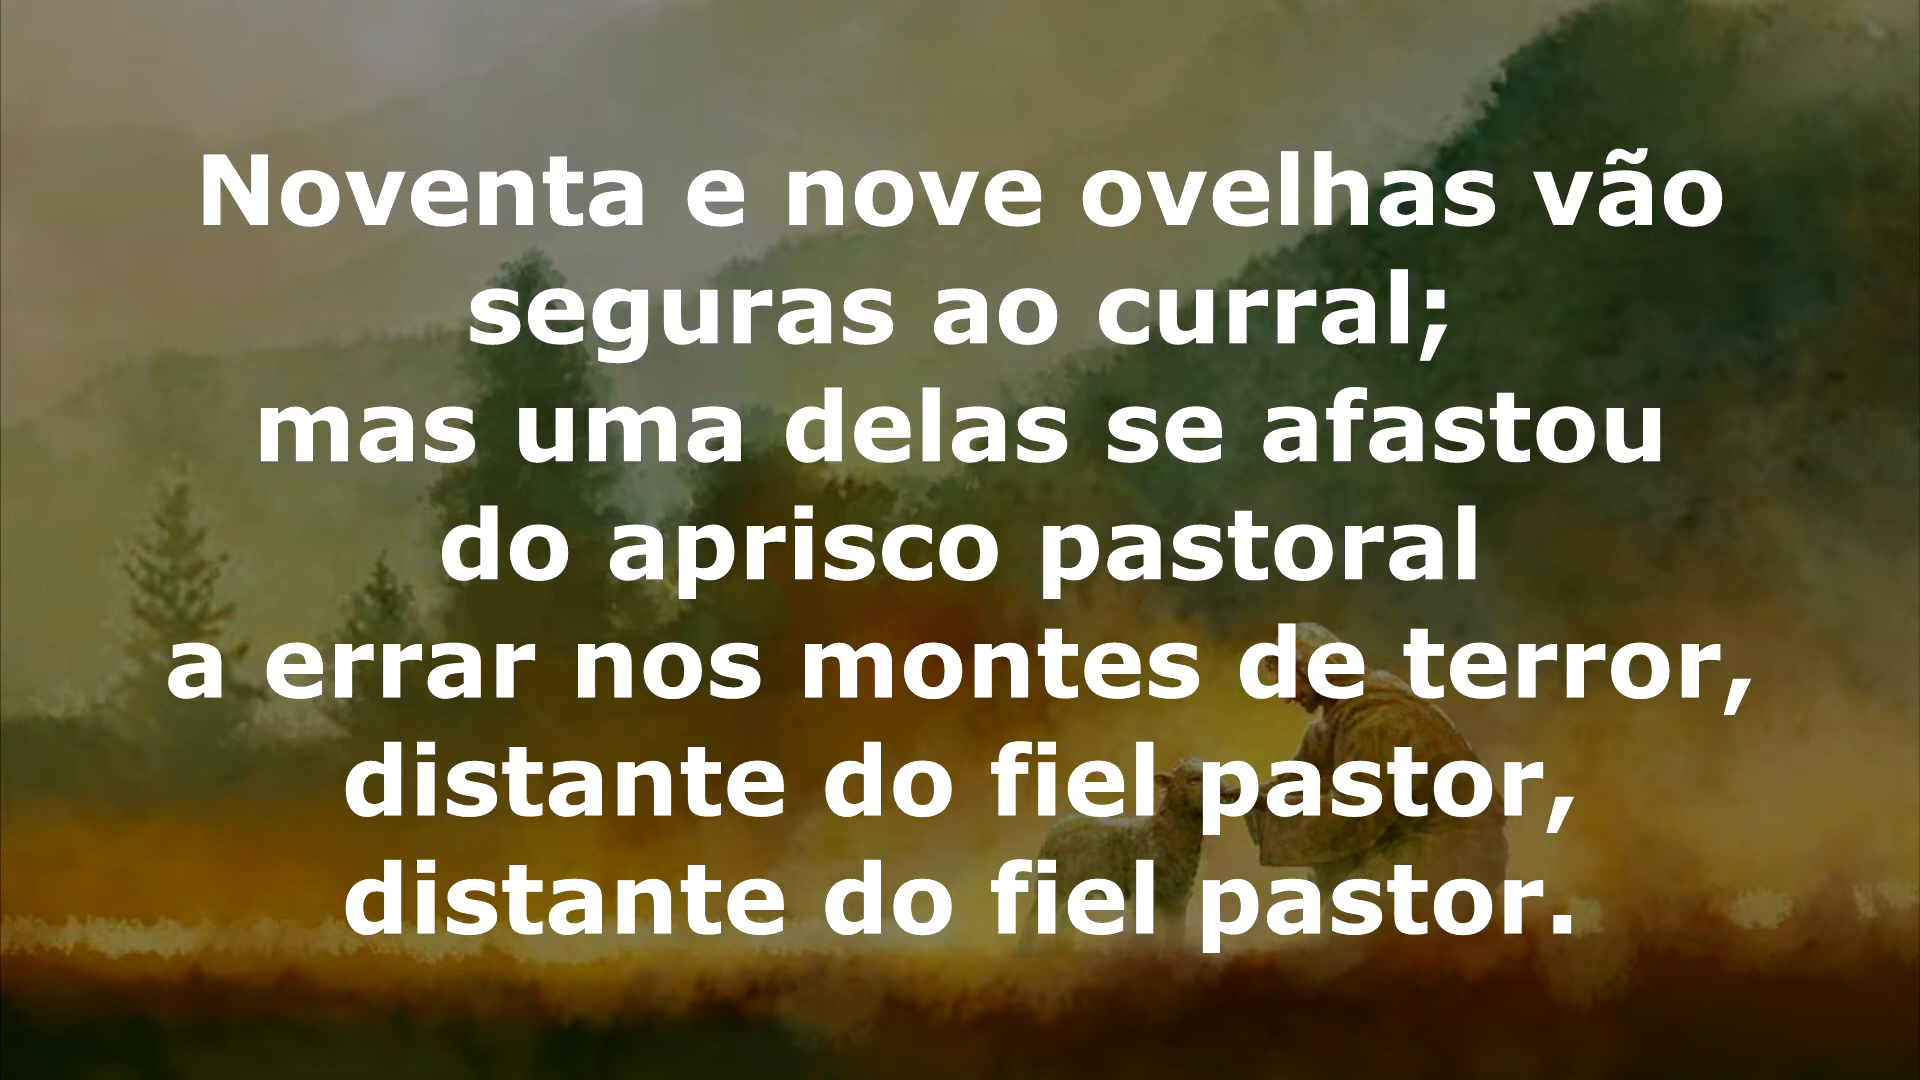 Noventa e nove ovelhas vão
seguras ao curral;
mas uma delas se afastou
do aprisco pastoral
a errar nos montes de terror,
distante do fiel pastor,
distante do fiel pastor.